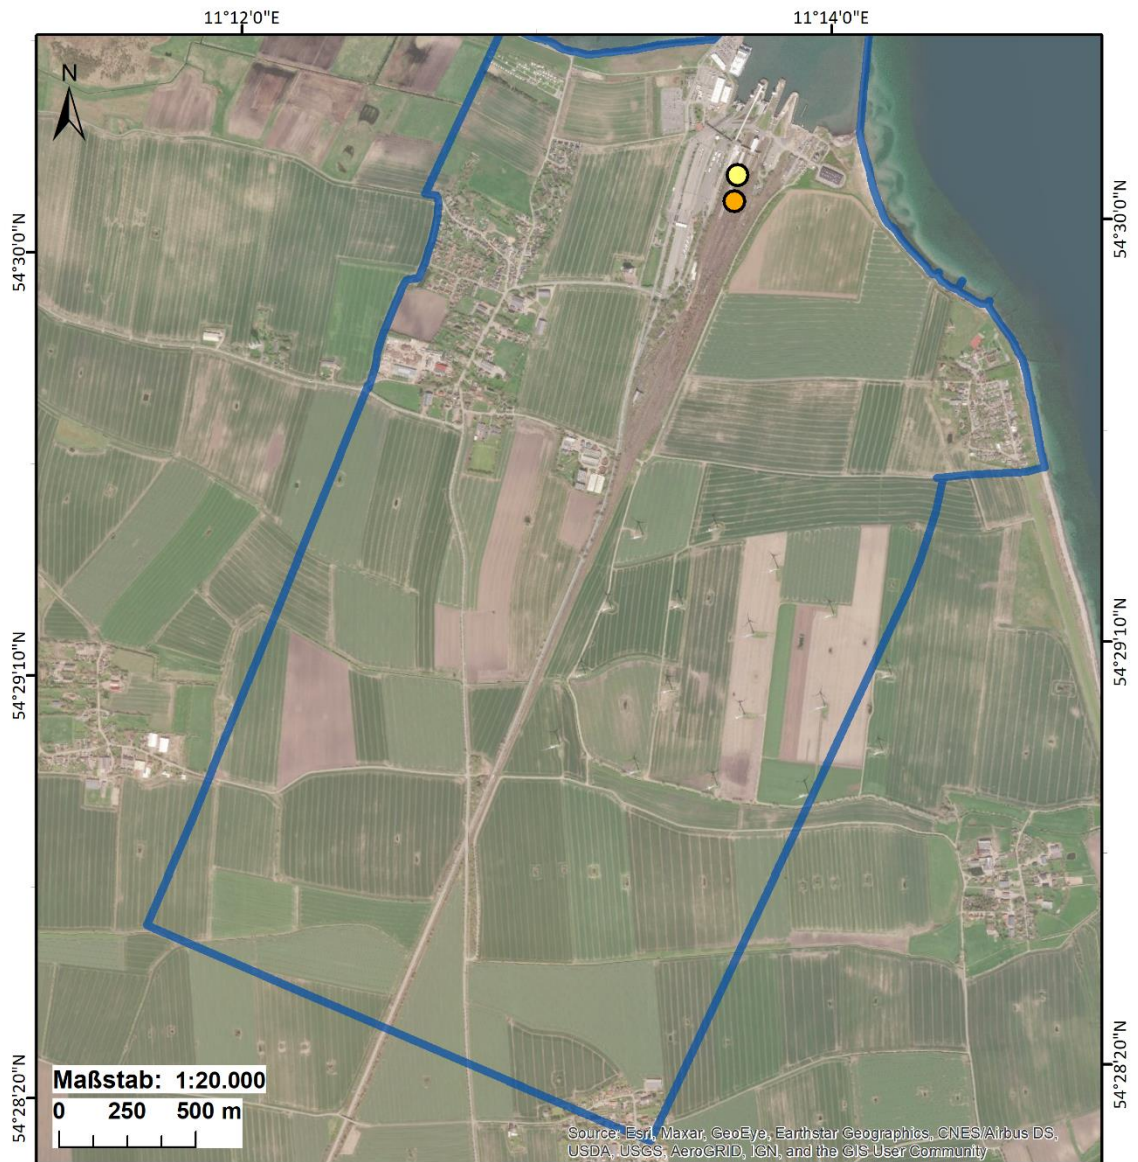 11°12'0"E
11°14'0"E
N
54°30'0"N
54°30'0"N
54°29'10"N
54°29'10"N
54°28'20"N
54°28'20"N
Maßstab: 1:20.000
0 250 500 m
Source: Esri, Maxar, GeoEye, Earthstar Geographics, CNES/Airbus DS,
USDA, USGS, AeroGRID, IGN, and the GIS User Community